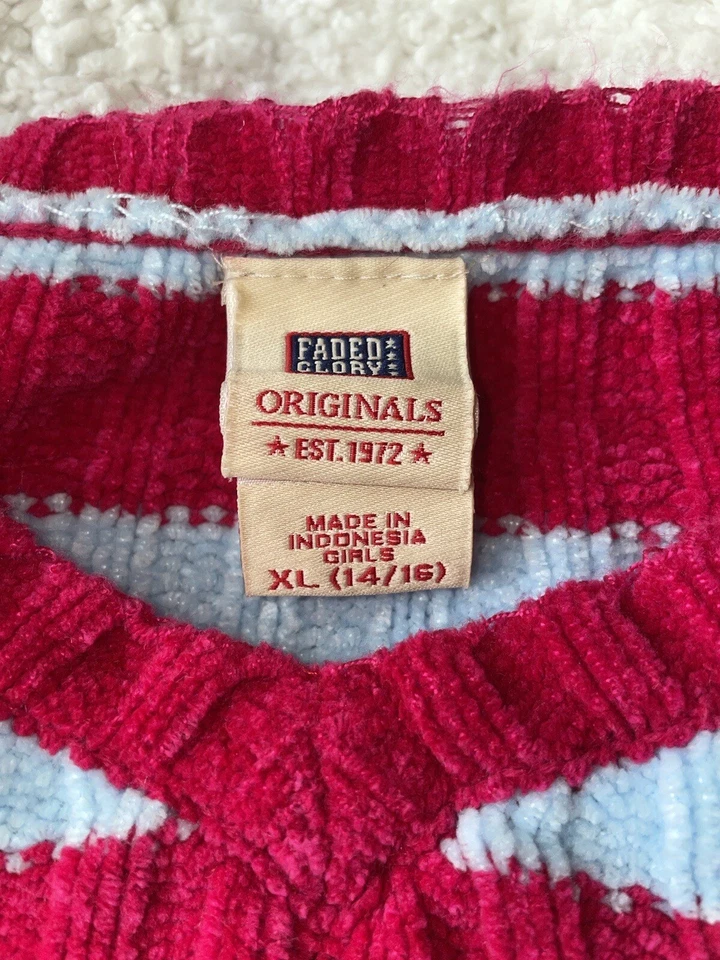 FADED
GLORY
ORIGINALS
★ EST. 1972 ★
MADE IN
INDONESIA
GIRLS
XL (14/16)